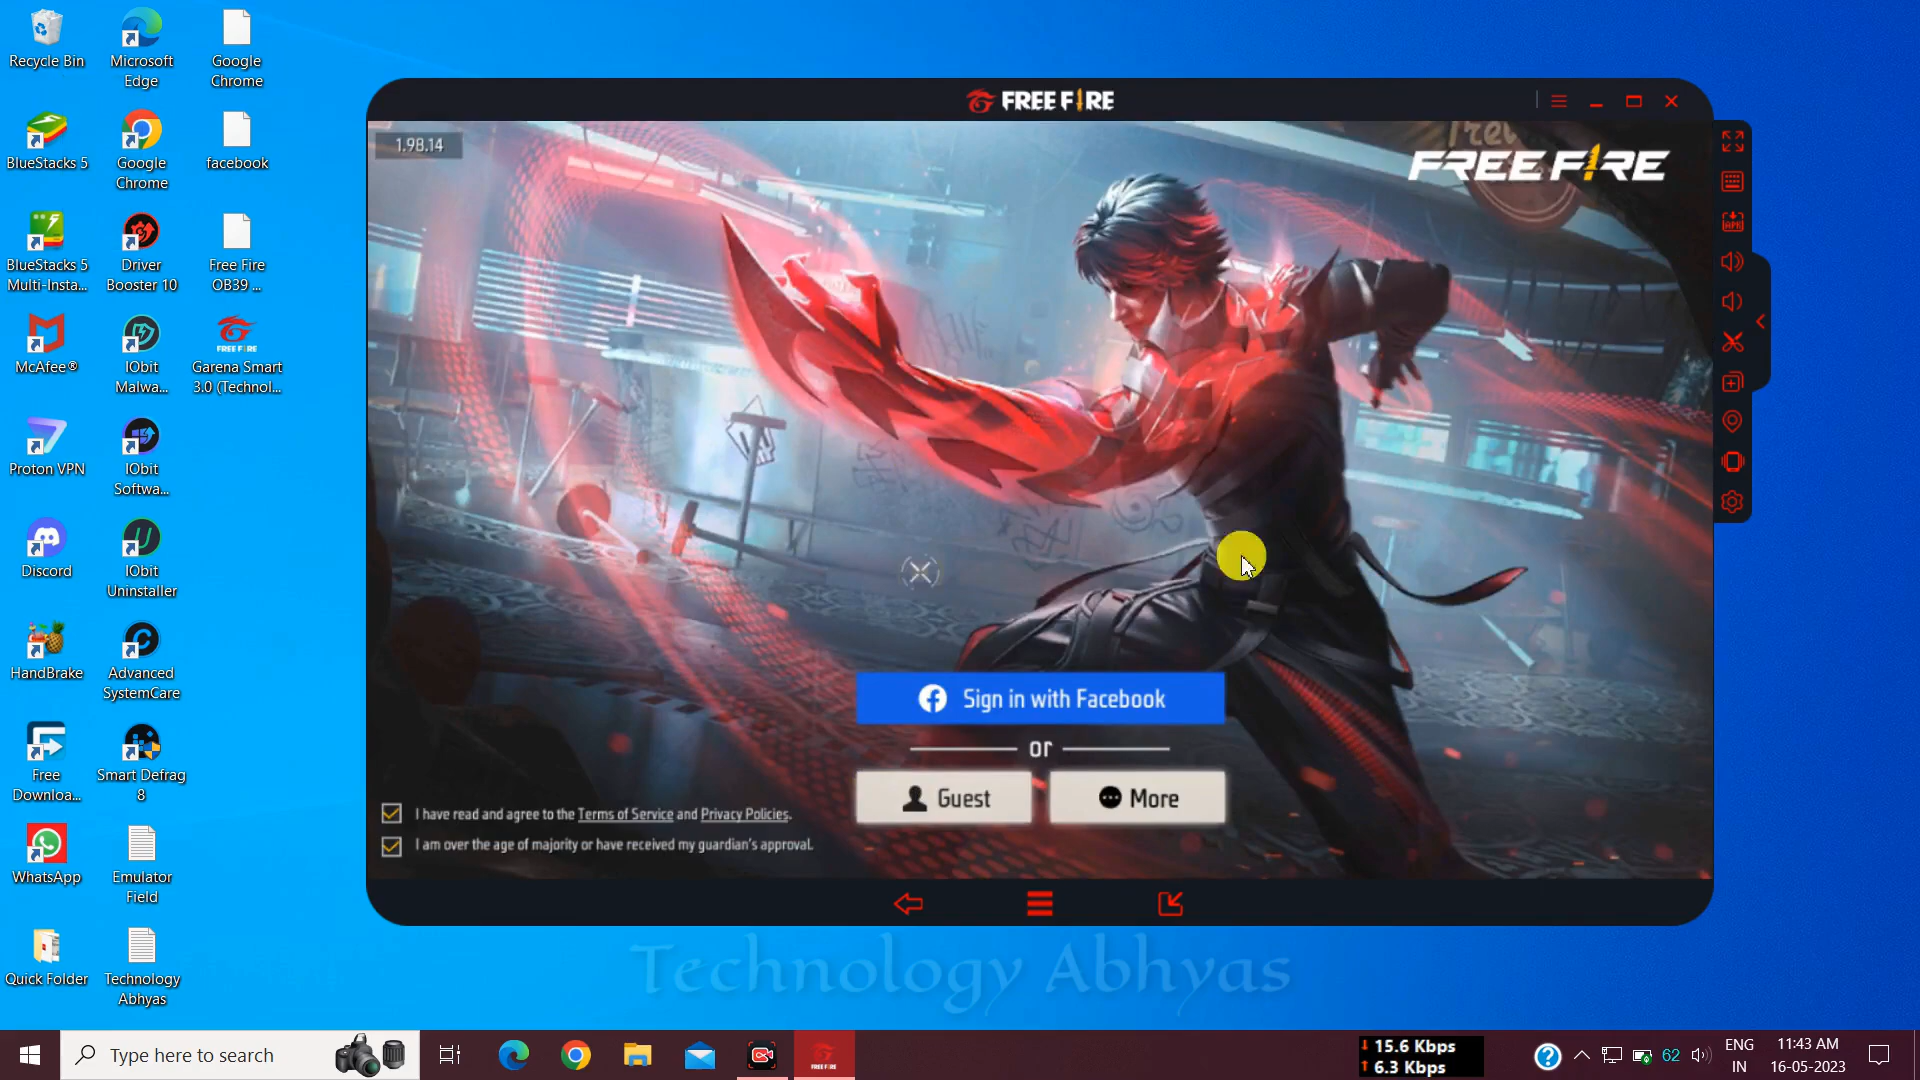 Recycle Bin
Microsoft
Edge
Google
Chrome
BlueStacks 5
Google
Chrome
facebook
BlueStacks 5
Multi-Insta...
Driver
Booster 10
Free Fire
OB39 ...
McAfee®
IObit
Malwa...
FREE FIRE
Garena Smart
3.0 (Technol...
Proton VPN
IObit
Softwa...
Discord
IObit
Uninstaller
HandBrake
Advanced
SystemCare
Free
Downloa...
Smart Defrag
8
WhatsApp
Emulator
Field
Quick Folder
Technology
Abhyas
FREE FIRE
1.98.14
FREE FIRE
APK
Sign in with Facebook
or
Guest
More
I have read and agree to the Terms of Service and Privacy Policies.
I am over the age of majority or have received my guardian's approval.
Technology Abhyas
Type here to search
FREE FIRE
15.6 Kbps
6.3 Kbps
62
ENG
IN
11:43 AM
16-05-2023